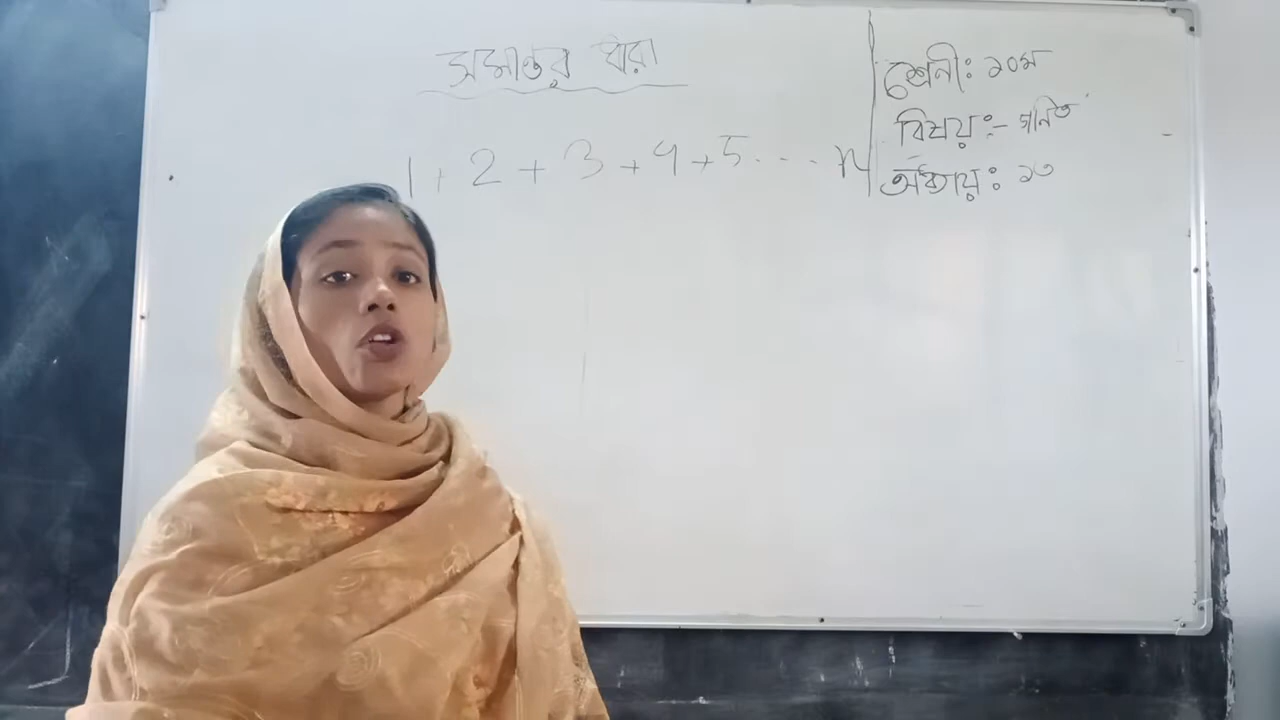 সমান্তর ধারা
1 + 2 + 3 + 4 + 5 . . . . n
শ্রেনী: ১০ম
বিষয়:- গনিত
অধ্যায়: ১৩